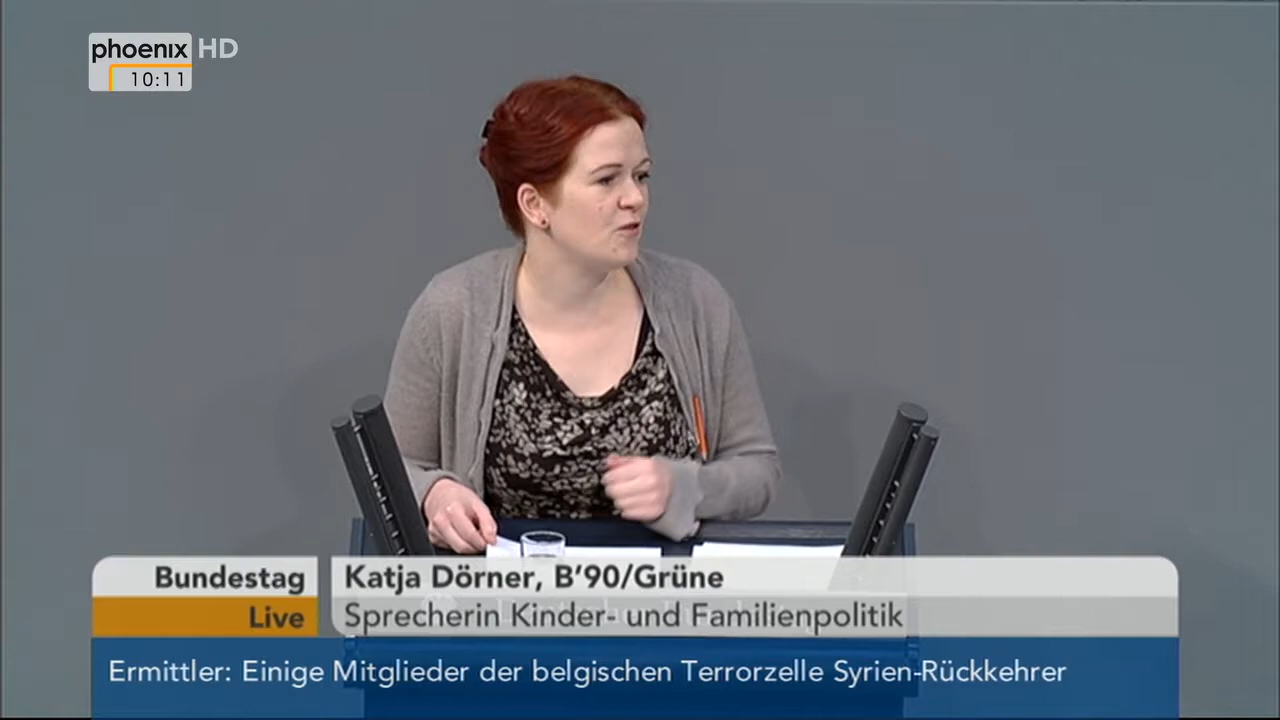 phoenix HD
10:11
Bundestag
Live
Katja Dörner, B'90/Grüne
Sprecherin Kinder- und Familienpolitik
Ermittler: Einige Mitglieder der belgischen Terrorzelle Syrien-Rückkehrer